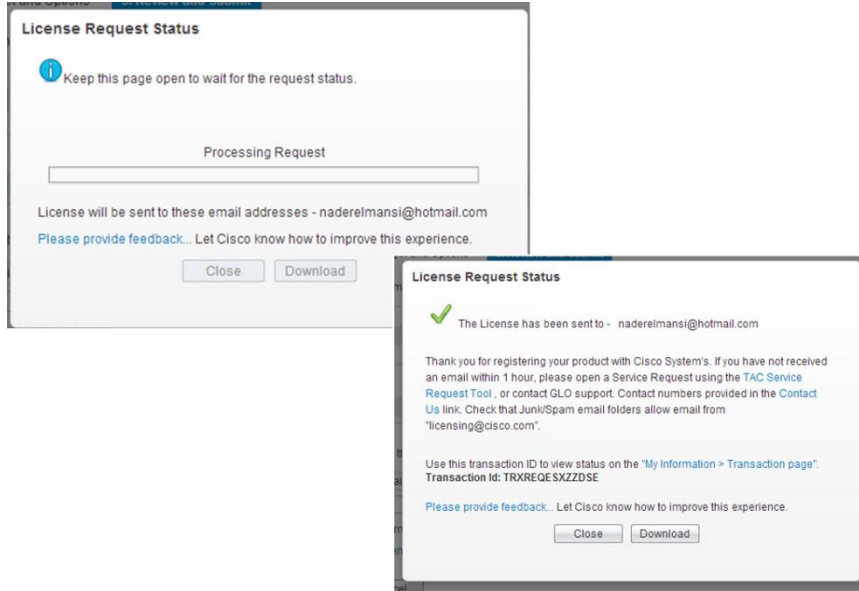 t and Options 3. Review and Submit
License Request Status
Keep this page open to wait for the request status.
Processing Request
License will be sent to these email addresses - naderelmansi@hotmail.com
Please provide feedback... Let Cisco know how to improve this experience.
Close Download
License Request Status
The License has been sent to - naderelmansi@hotmail.com
Thank you for registering your product with Cisco System's. If you have not received
an email within 1 hour, please open a Service Request using the TAC Service
Request Tool , or contact GLO support. Contact numbers provided in the Contact
Us link. Check that Junk/Spam email folders allow email from
"licensing@cisco.com".
Use this transaction ID to view status on the "My Information > Transaction page".
Transaction Id: TRXREQESXZZDSE
Please provide feedback... Let Cisco know how to improve this experience.
Close Download